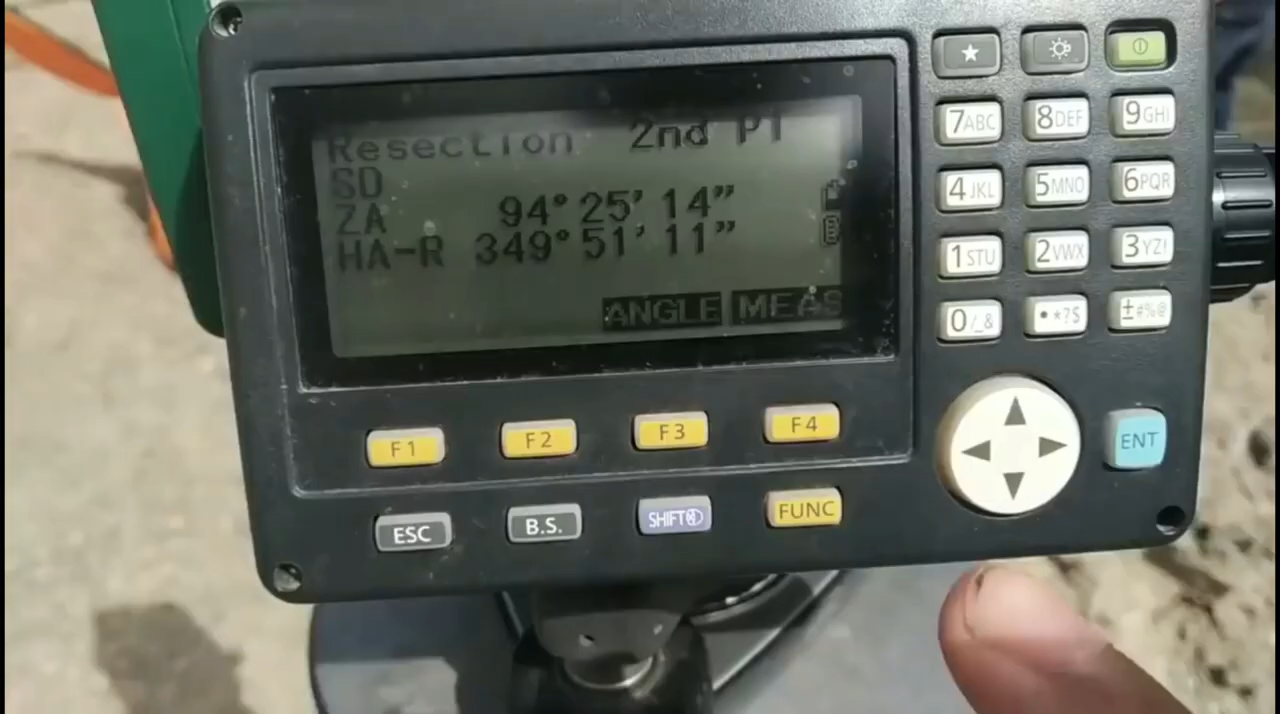 Resection 2nd PT
SD
ZA 94° 25' 14"
HA-R 349° 51' 11"
ANGLE MEAS
★
7ABC 8DEF 9GHI
4JKL 5MNO 6PQR
1STU 2VWX 3YZ!
0/_& •*?$ ±#%@
F1 F2 F3 F4
ENT
ESC B.S. SHIFT FUNC